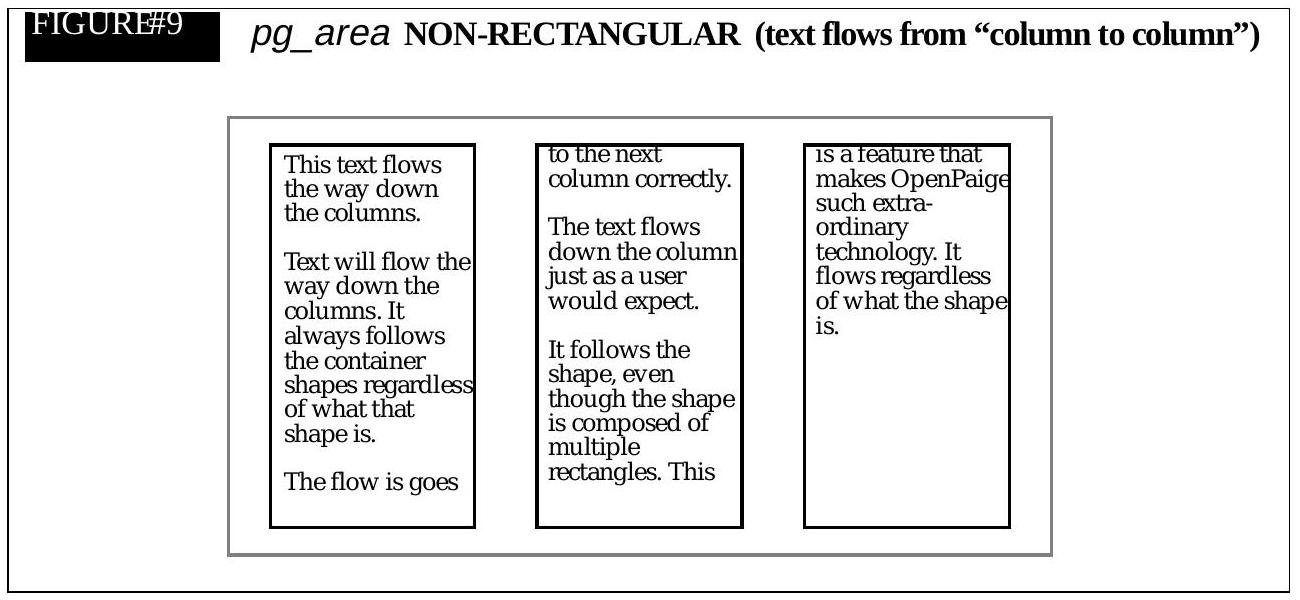 FIGURE#9
pg_area NON-RECTANGULAR (text flows from “column to column”)
This text flows
the way down
the columns.
Text will flow the
way down the
columns. It
always follows
the container
shapes regardless
of what that
shape is.
The flow is goes
to the next
column correctly.
The text flows
down the column
just as a user
would expect.
It follows the
shape, even
though the shape
is composed of
multiple
rectangles. This
is a feature that
makes OpenPaige
such extra-
ordinary
technology. It
flows regardless
of what the shape
is.